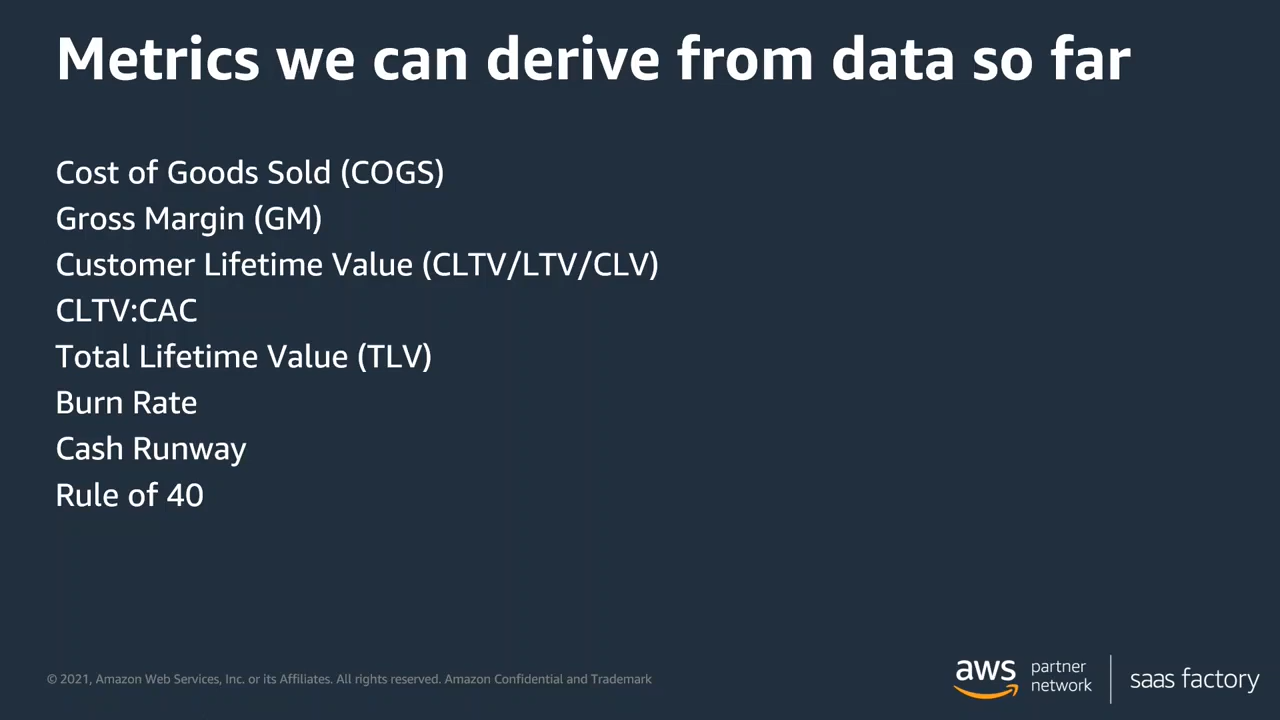 Metrics we can derive from data so far
Cost of Goods Sold (COGS)
Gross Margin (GM)
Customer Lifetime Value (CLTV/LTV/CLV)
CLTV:CAC
Total Lifetime Value (TLV)
Burn Rate
Cash Runway
Rule of 40
© 2021, Amazon Web Services, Inc. or its Affiliates. All rights reserved. Amazon Confidential and Trademark
aws
partner
network
saas factory